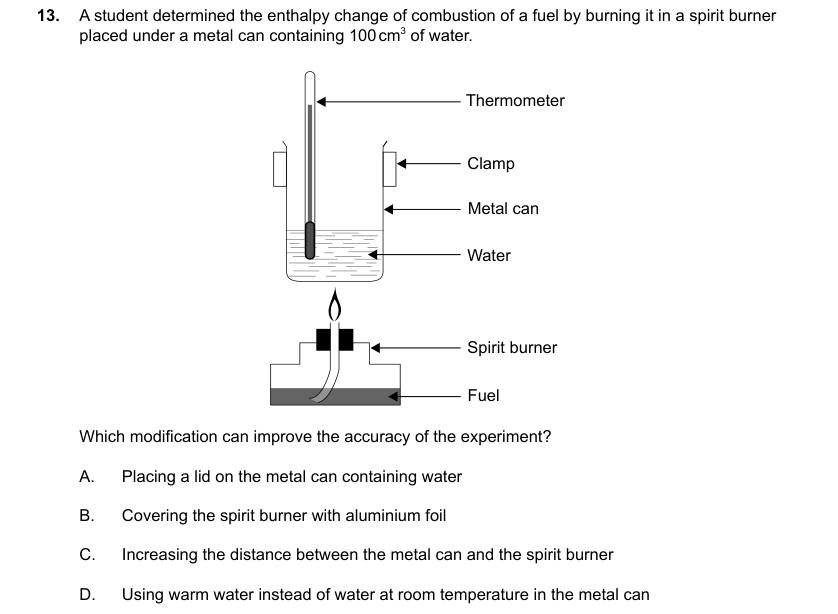 13. A student determined the enthalpy change of combustion of a fuel by burning it in a spirit burner
placed under a metal can containing 100 cm³ of water.
Thermometer
Clamp
Metal can
Water
Spirit burner
Fuel
Which modification can improve the accuracy of the experiment?
A. Placing a lid on the metal can containing water
B. Covering the spirit burner with aluminium foil
C. Increasing the distance between the metal can and the spirit burner
D. Using warm water instead of water at room temperature in the metal can